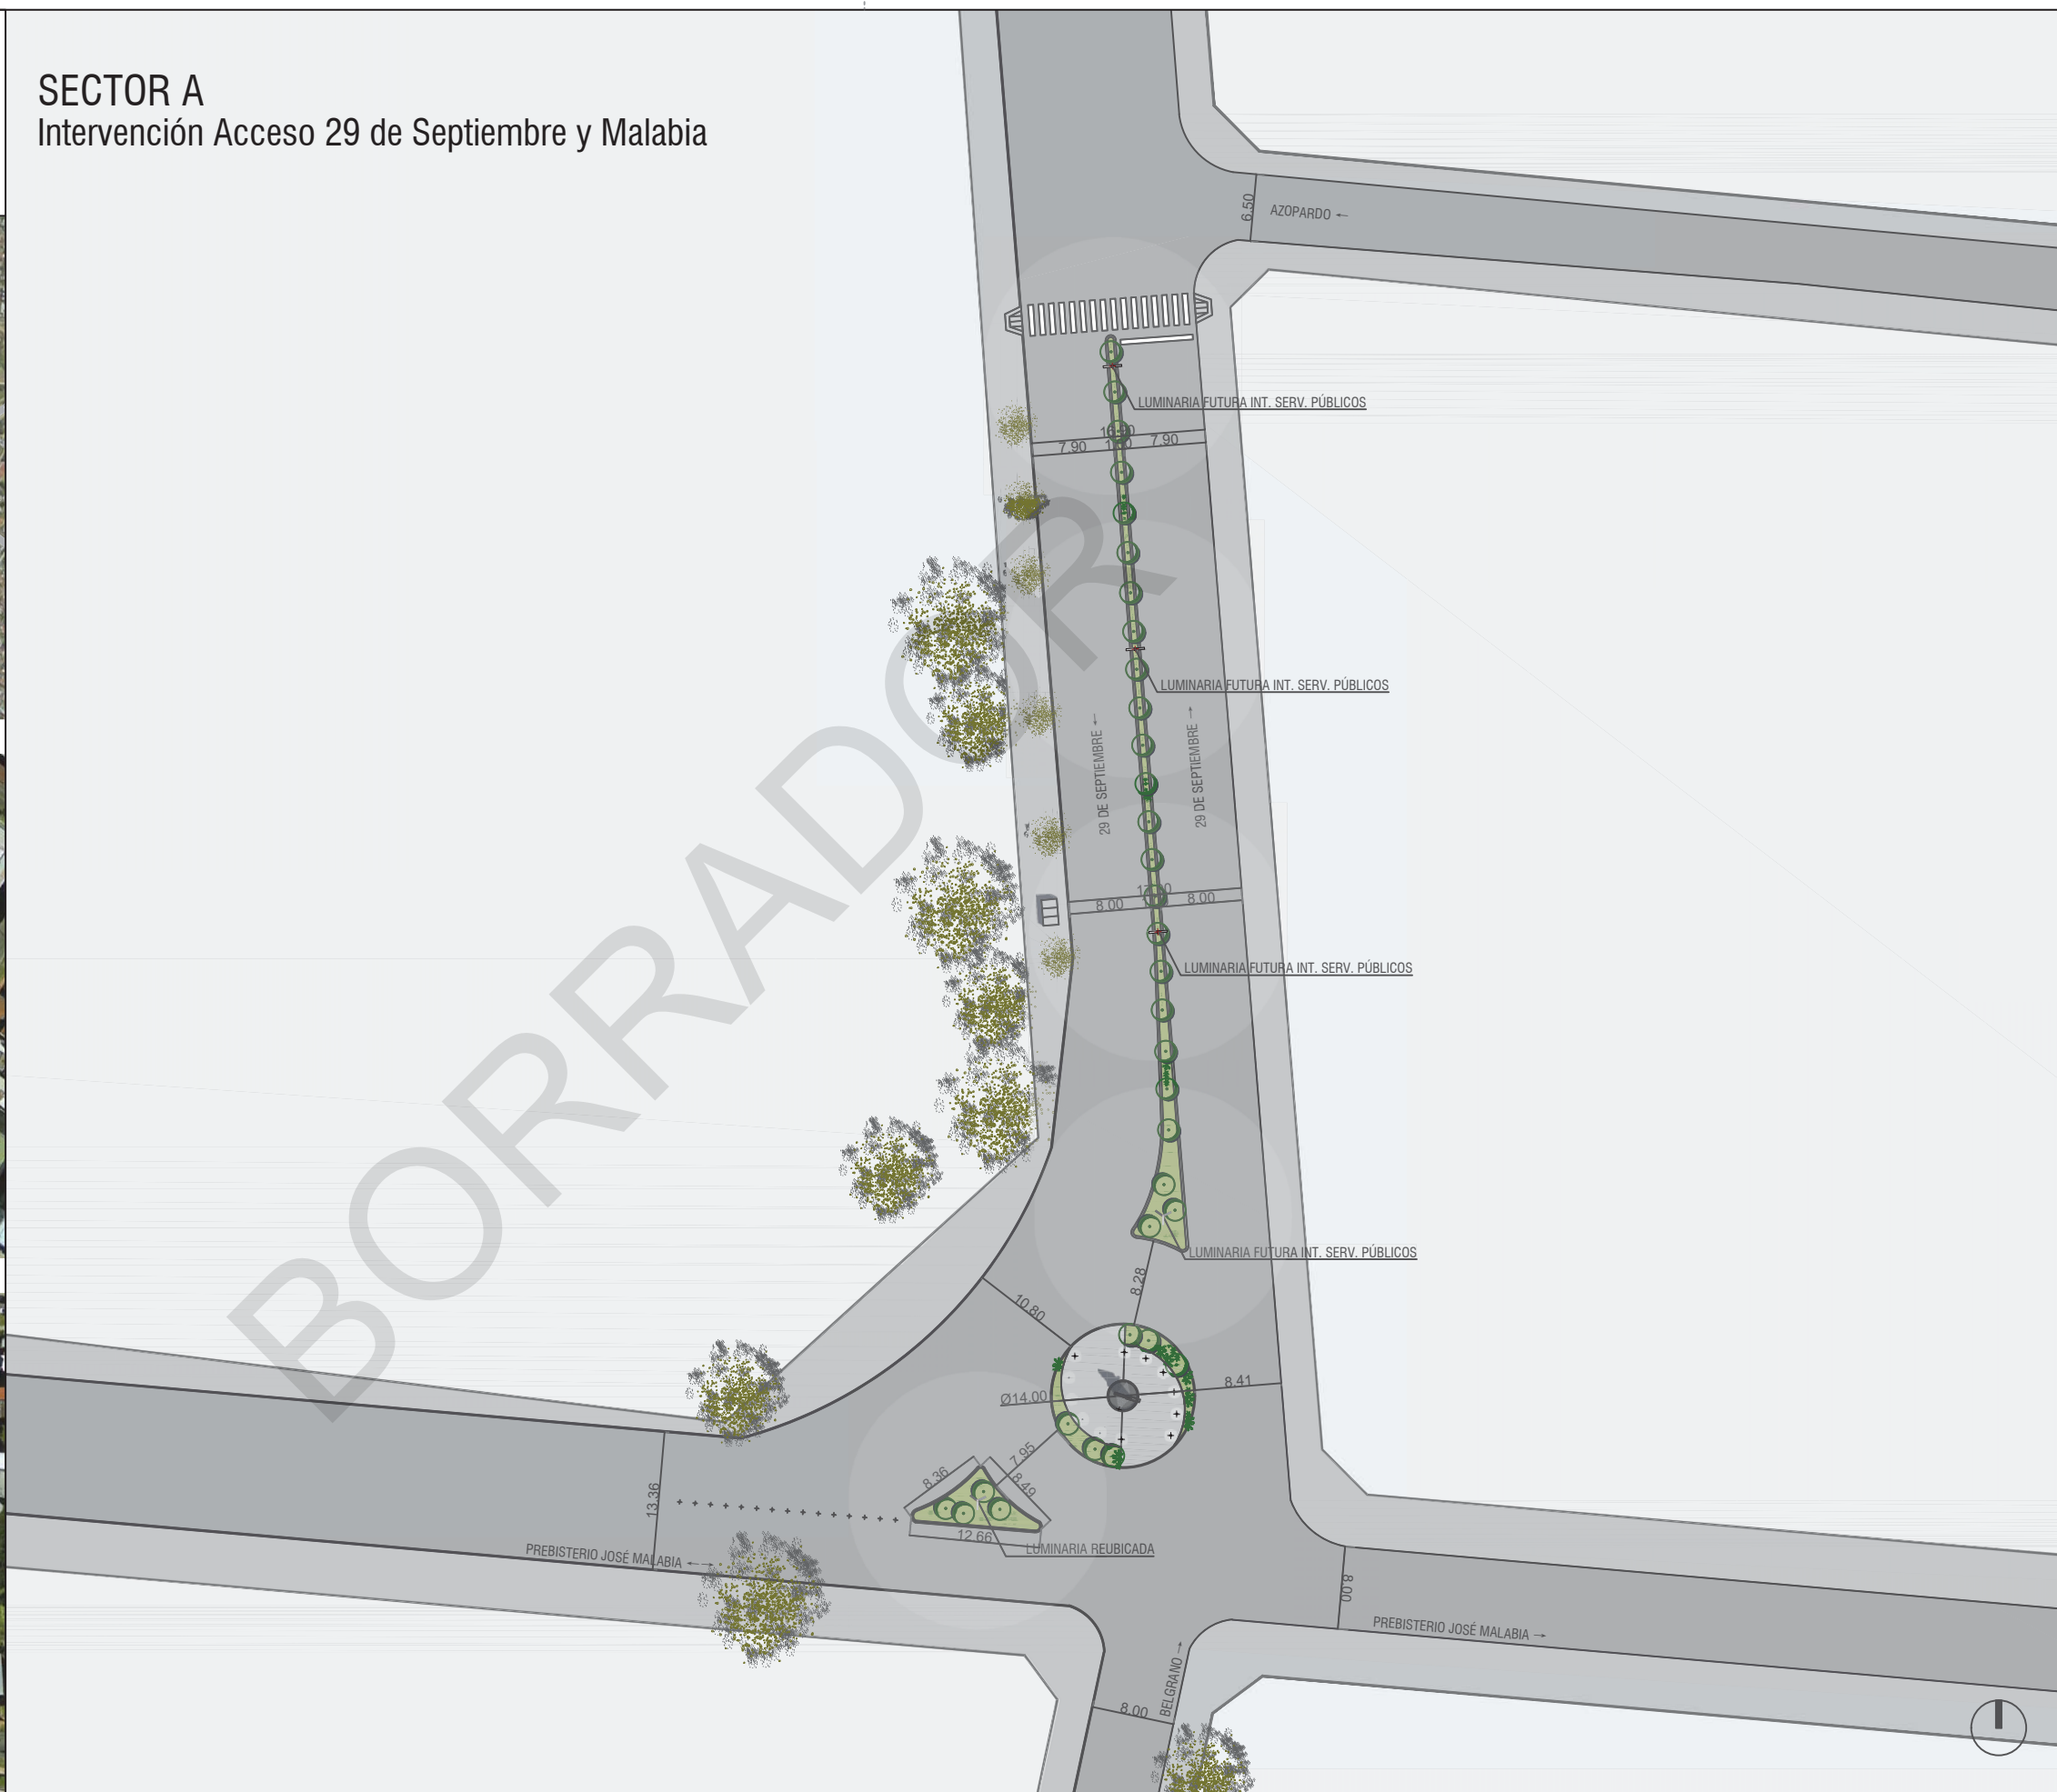 SECTOR A
Intervención Acceso 29 de Septiembre y Malabia
6.50
AZOPARDO ←
LUMINARIA FUTURA INT. SERV. PÚBLICOS
7.90
7.90
LUMINARIA FUTURA INT. SERV. PÚBLICOS
29 DE SEPTIEMBRE ←
29 DE SEPTIEMBRE →
BORRADOR
8.00
8.00
LUMINARIA FUTURA INT. SERV. PÚBLICOS
LUMINARIA FUTURA INT. SERV. PÚBLICOS
8.28
10.80
Ø14.00
8.41
7.95
8.36
8.49
13.36
12.66
LUMINARIA REUBICADA
PREBISTERIO JOSÉ MALABIA ←→
8.00
PREBISTERIO JOSÉ MALABIA →
BELGRANO →
8.00